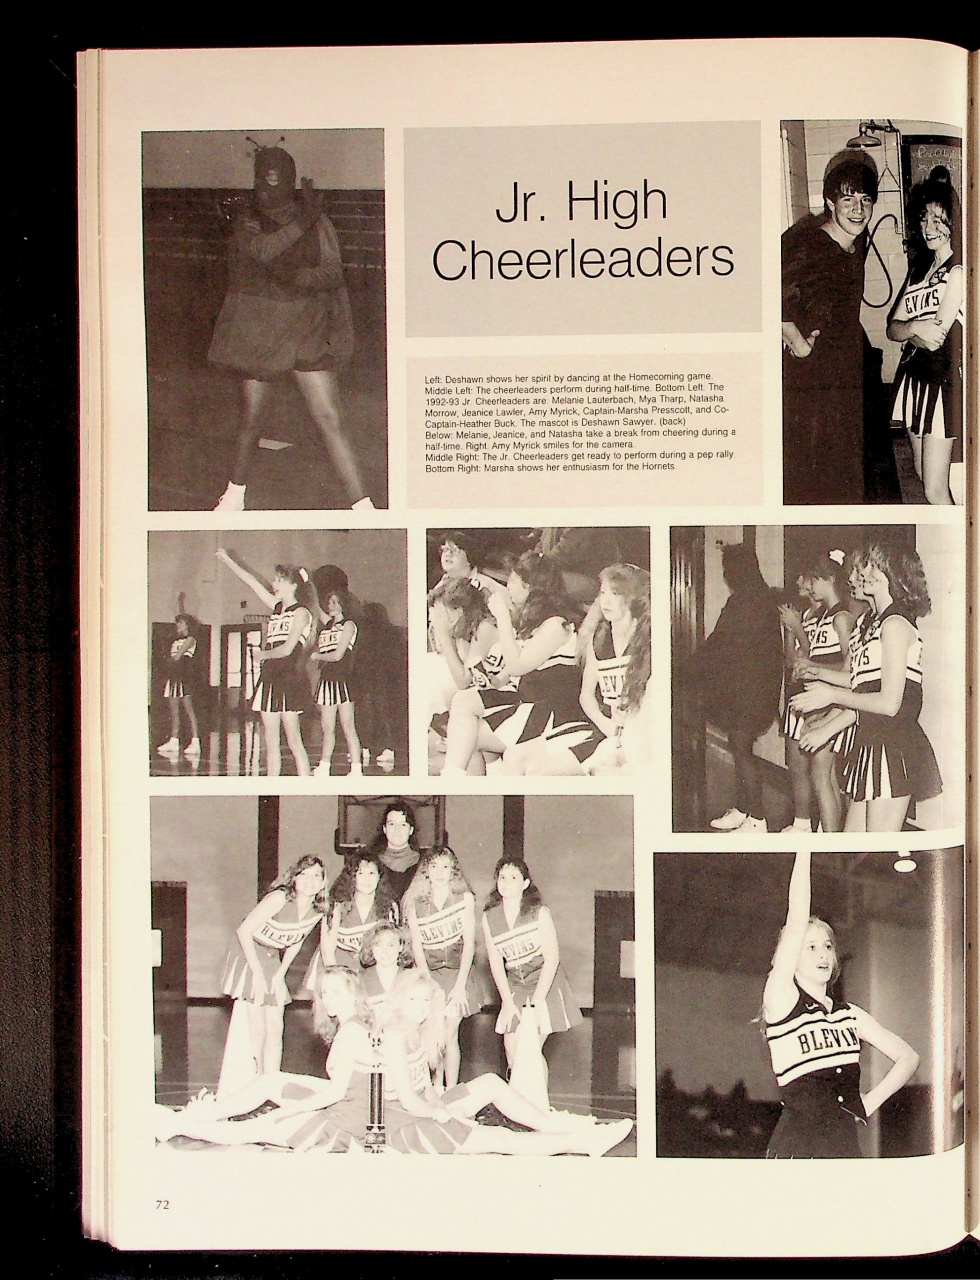 Jr. High
Cheerleaders
Left: Deshawn shows her spirit by dancing at the Homecoming game.
Middle Left: The cheerleaders perform during half-time. Bottom Left: The
1992-93 Jr. Cheerleaders are: Melanie Lauterbach, Mya Tharp, Natasha
Morrow, Jeanice Lawler, Amy Myrick, Captain-Marsha Presscott, and Co-
Captain-Heather Buck. The mascot is Deshawn Sawyer. (back)
Below: Melanie, Jeanice, and Natasha take a break from cheering during a
half-time. Right: Amy Myrick smiles for the camera.
Middle Right: The Jr. Cheerleaders get ready to perform during a pep rally.
Bottom Right: Marsha shows her enthusiasm for the Hornets.
EVINS
BLEVINS
BLEVINS
BLEVIN
72